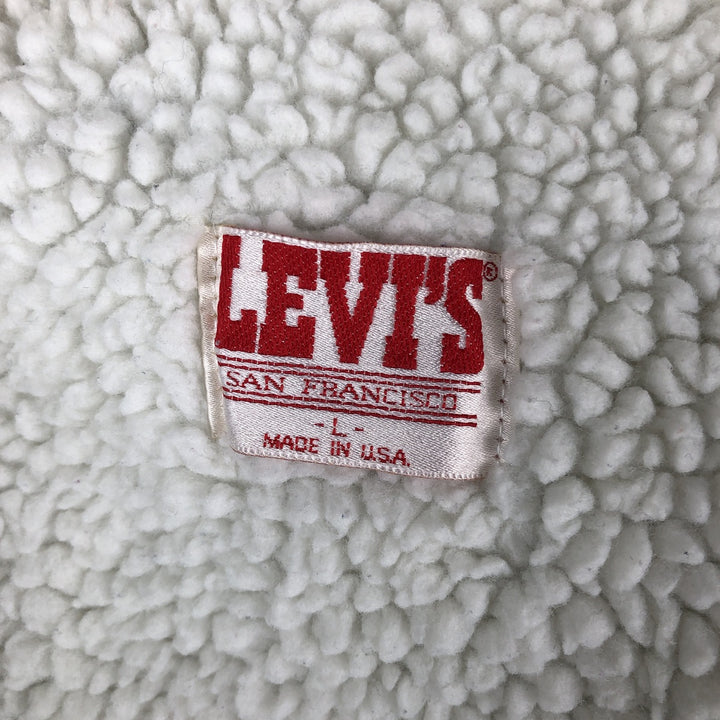 LEVI'S®
SAN FRANCISCO
- L -
MADE IN U.S.A.